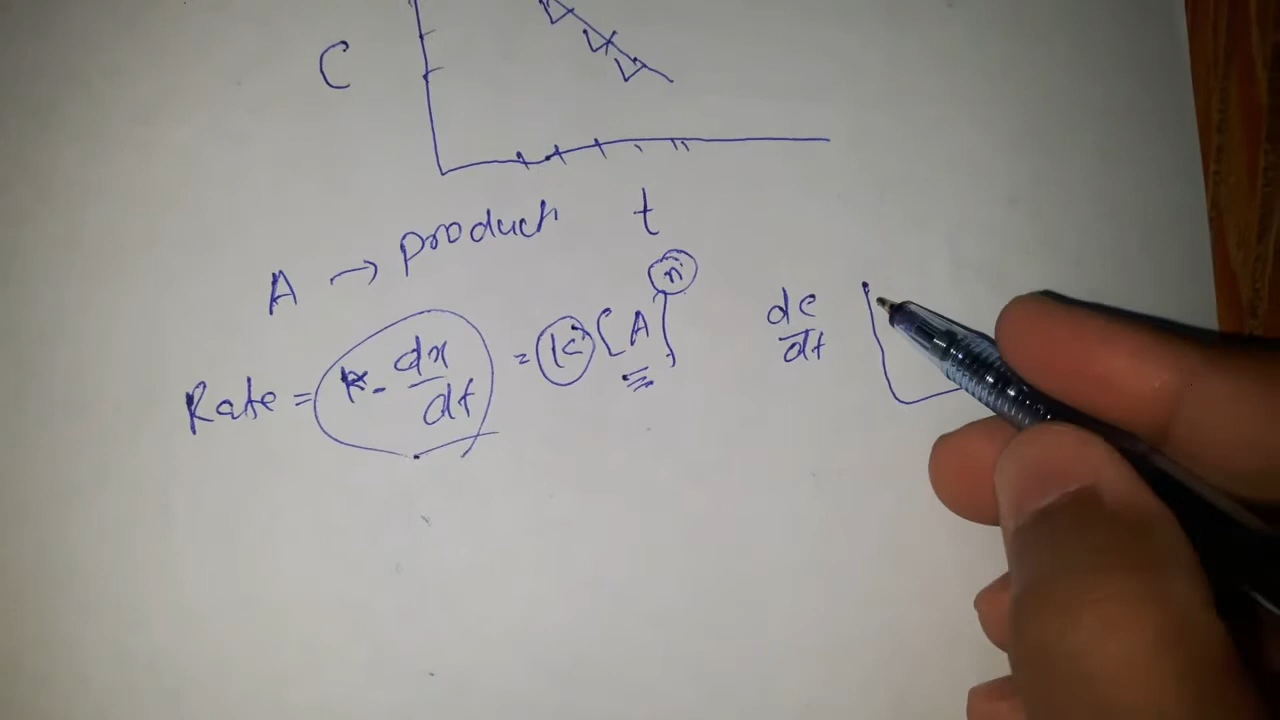 C
t
A → product
Rate = - dx/dt = K [A]^n
dc/dt